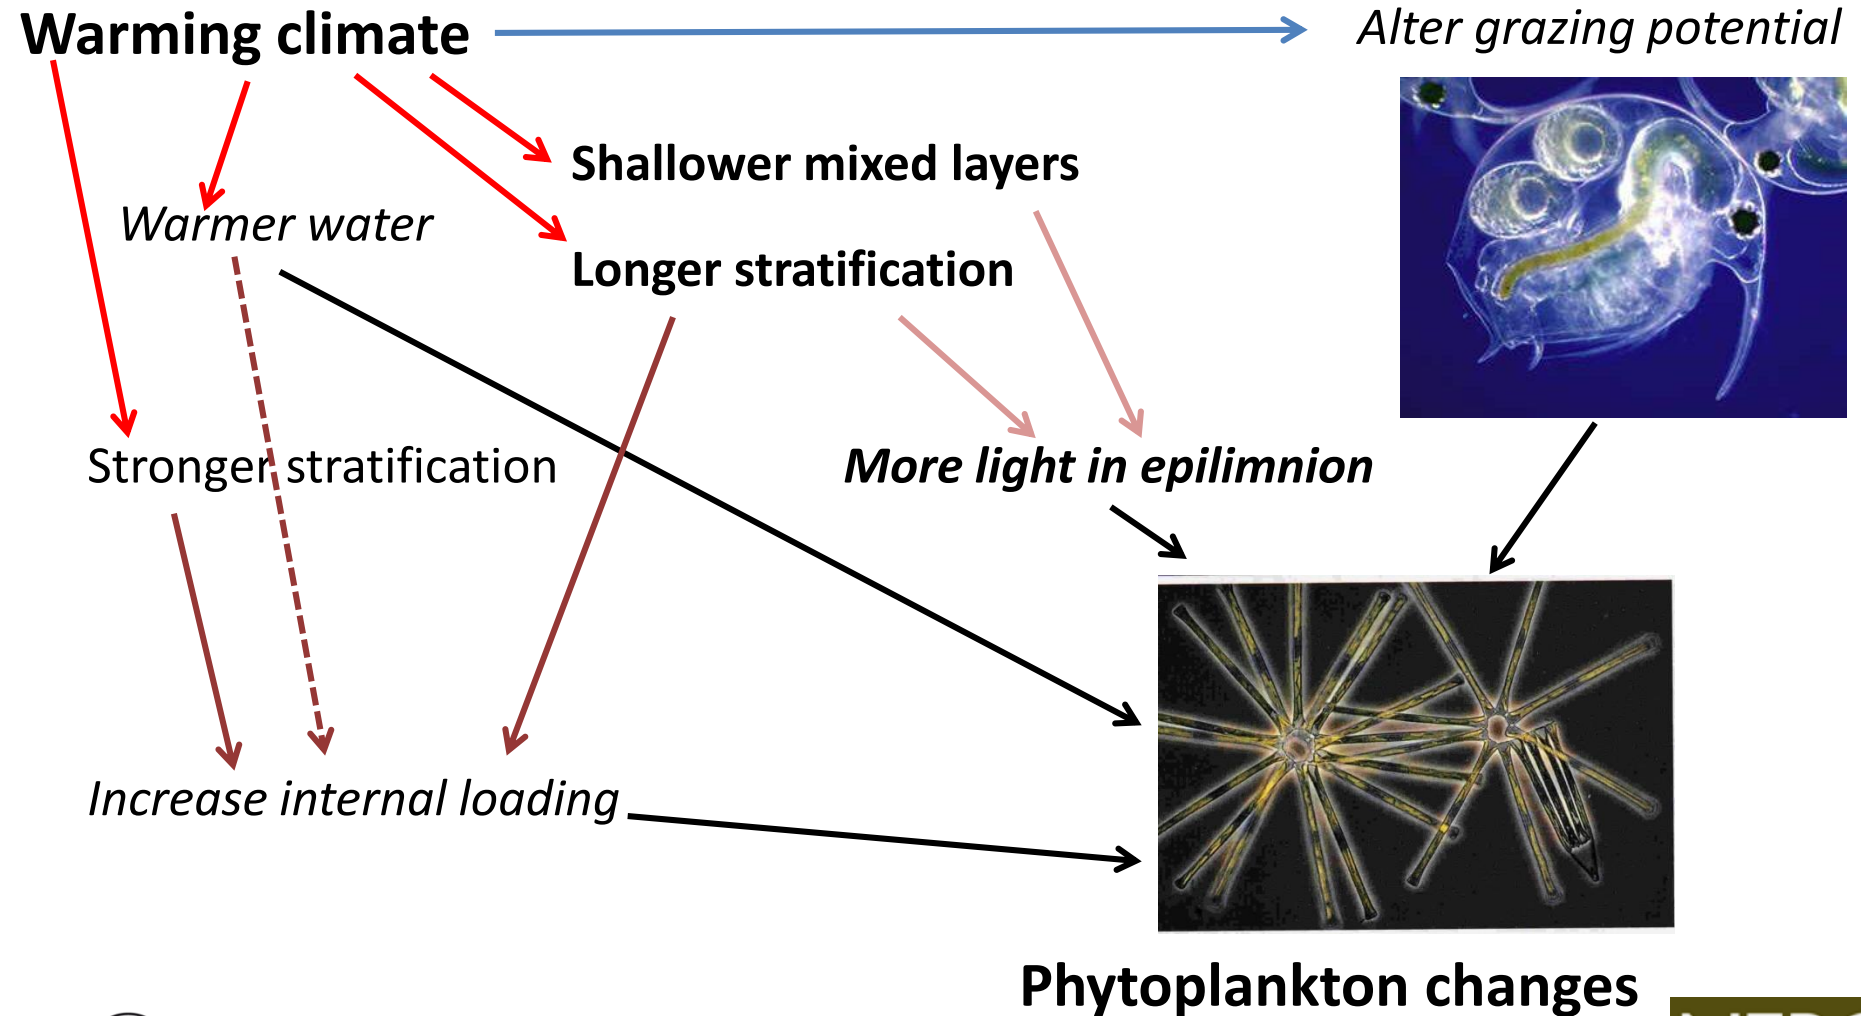 Warming climate
Alter grazing potential
Shallower mixed layers
Warmer water
Longer stratification
Stronger stratification
More light in epilimnion
Increase internal loading
Phytoplankton changes